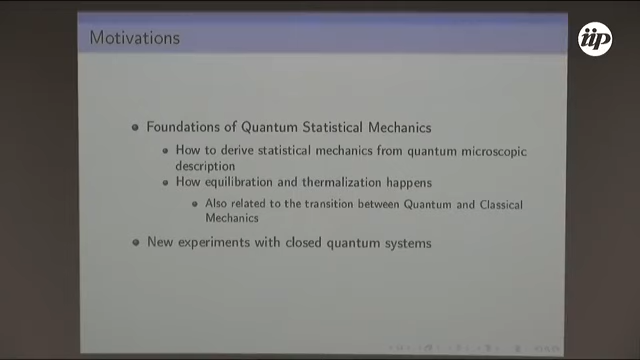 Motivations
iip
Foundations of Quantum Statistical Mechanics
How to derive statistical mechanics from quantum microscopic
description
How equilibration and thermalization happens
Also related to the transition between Quantum and Classical
Mechanics
New experiments with closed quantum systems